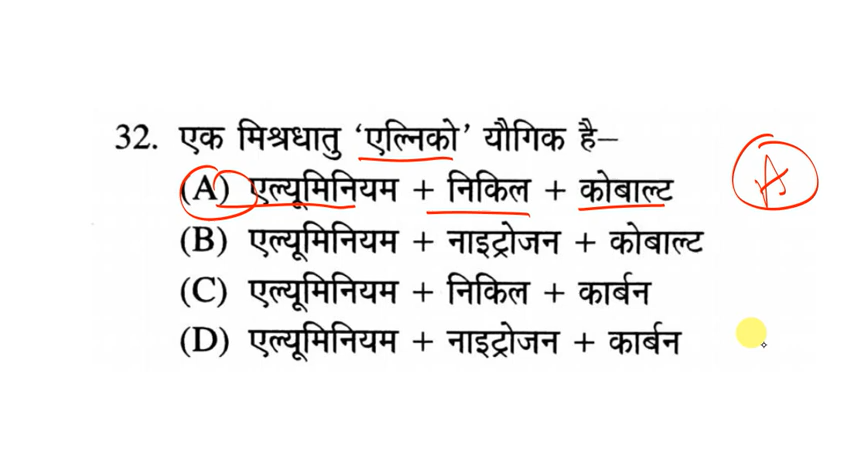 32. एक मिश्रधातु ‘एल्निको’ यौगिक है–
(A) एल्यूमिनियम + निकिल + कोबाल्ट
A
(B) एल्यूमिनियम + नाइट्रोजन + कोबाल्ट
(C) एल्यूमिनियम + निकिल + कार्बन
(D) एल्यूमिनियम + नाइट्रोजन + कार्बन